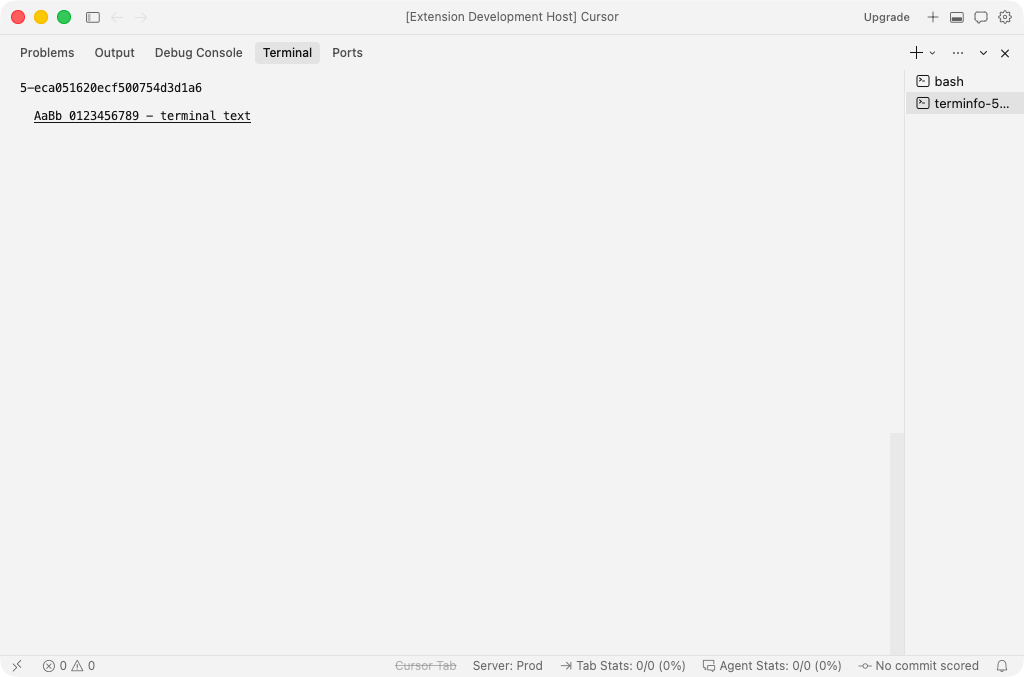 [Extension Development Host] Cursor
Upgrade
Problems Output Debug Console Terminal Ports
5-eca051620ecf500754d3d1a6
AaBb 0123456789 - terminal text
bash
terminfo-5...
0 0 Cursor Tab Server: Prod Tab Stats: 0/0 (0%) Agent Stats: 0/0 (0%) No commit scored